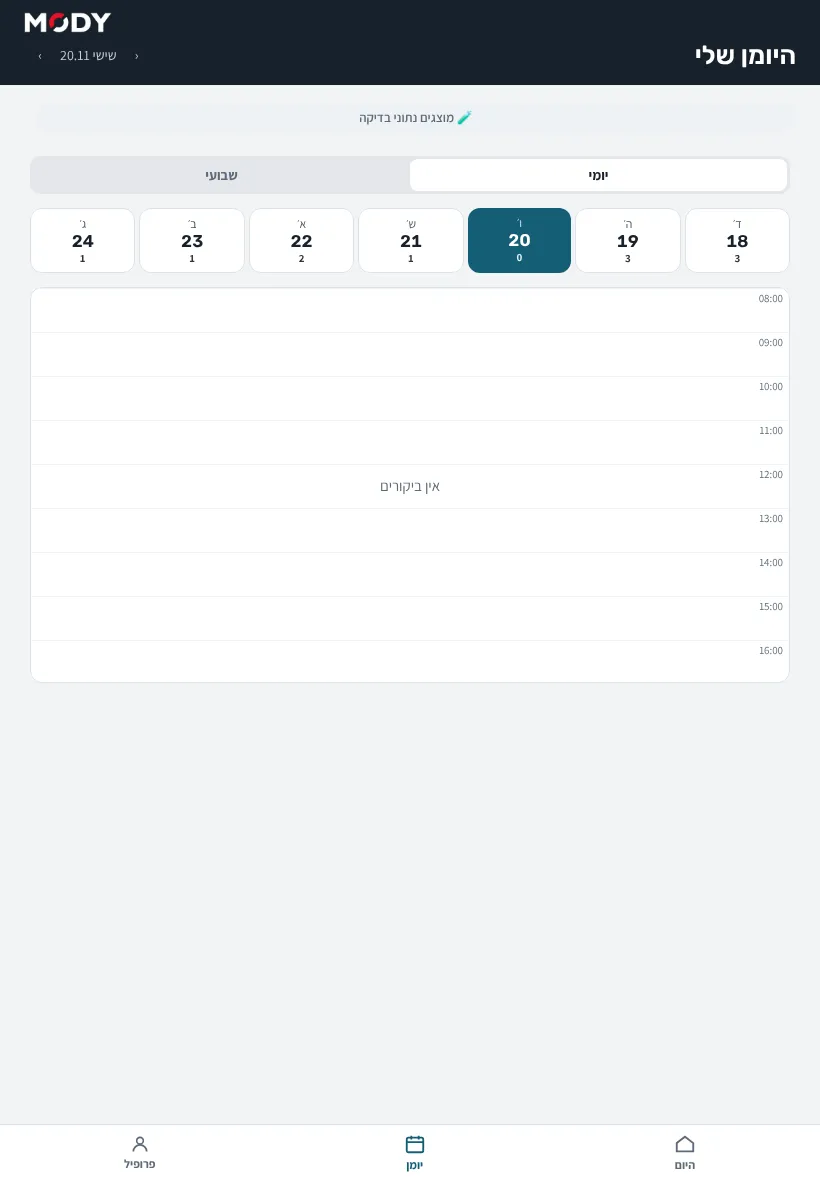 MODY
היומן שלי
‹ שישי 20.11 ›
🧪 מוצגים נתוני בדיקה
יומי
שבועי
ד׳
18
3
ה׳
19
3
ו׳
20
0
ש׳
21
1
א׳
22
2
ב׳
23
1
ג׳
24
1
08:00
09:00
10:00
11:00
12:00
אין ביקורים
13:00
14:00
15:00
16:00
היום
יומן
פרופיל